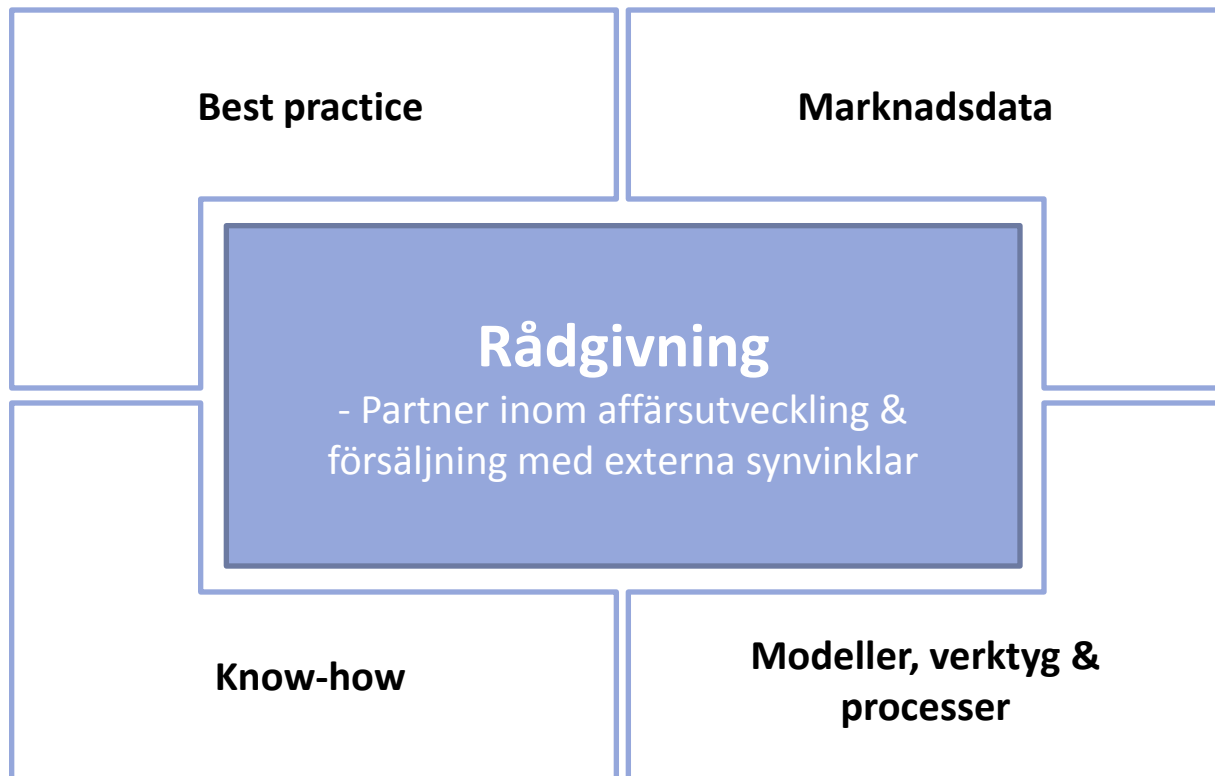 Best practice
Marknadsdata
Rådgivning
- Partner inom affärsutveckling &
försäljning med externa synvinklar
Know-how
Modeller, verktyg &
processer